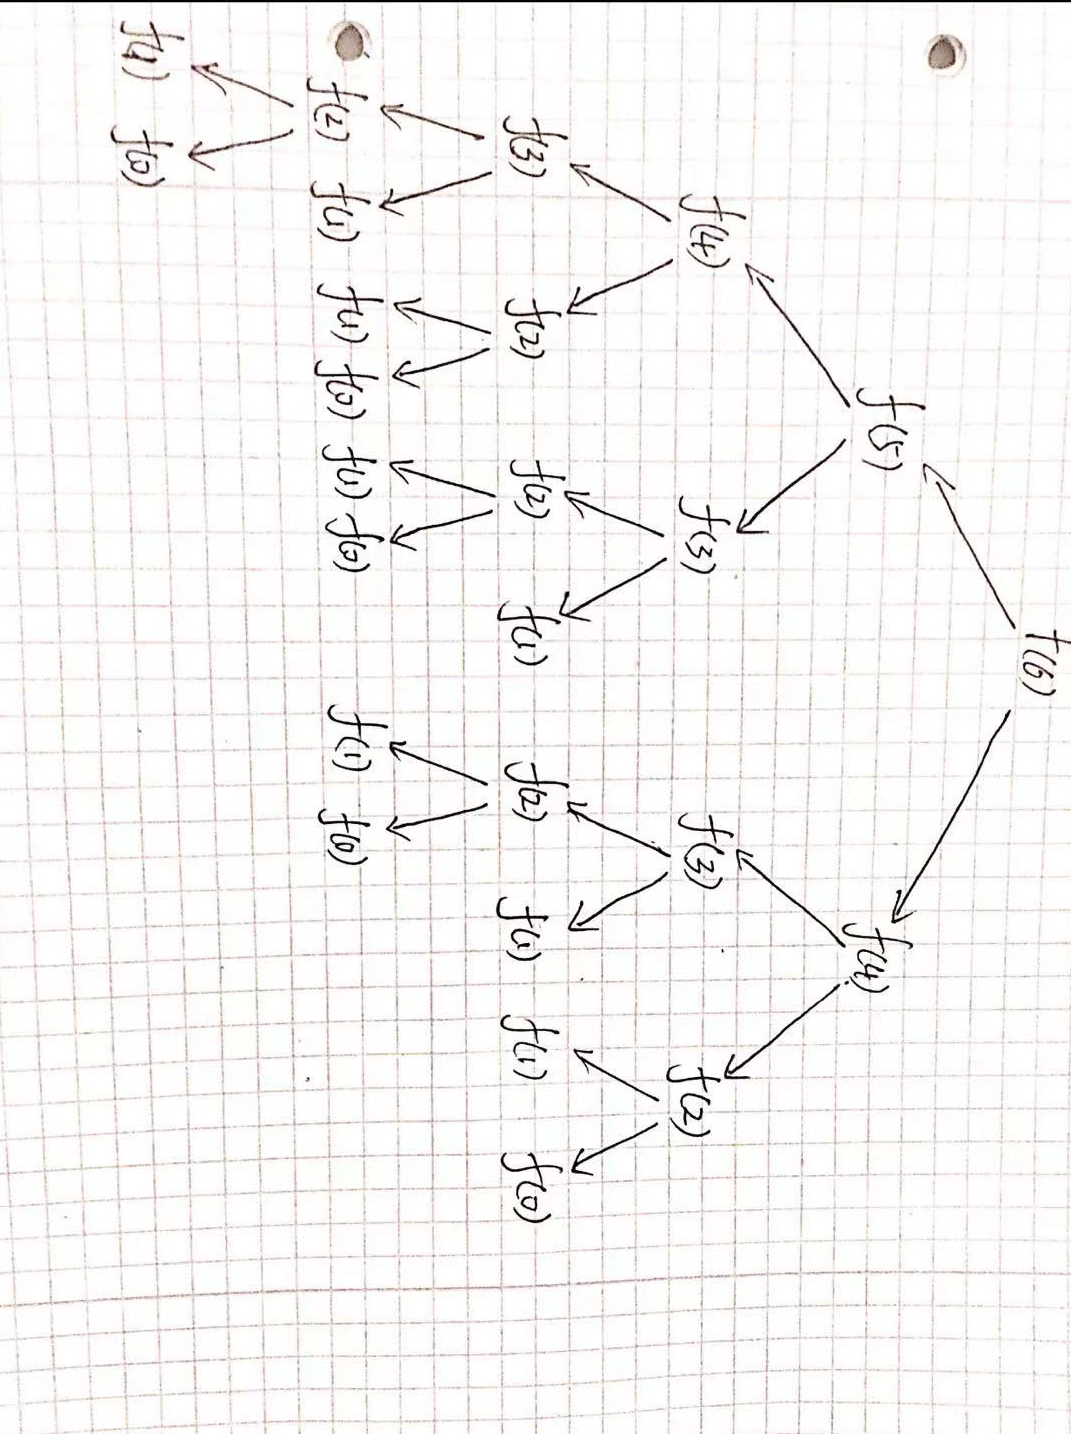 f(6)
f(5) f(4)
f(4) f(3) f(3) f(2)
f(3) f(2) f(2) f(1) f(2) f(1) f(1) f(0)
f(2) f(1) f(1) f(0) f(1) f(0) f(1) f(0)
f(1) f(0)